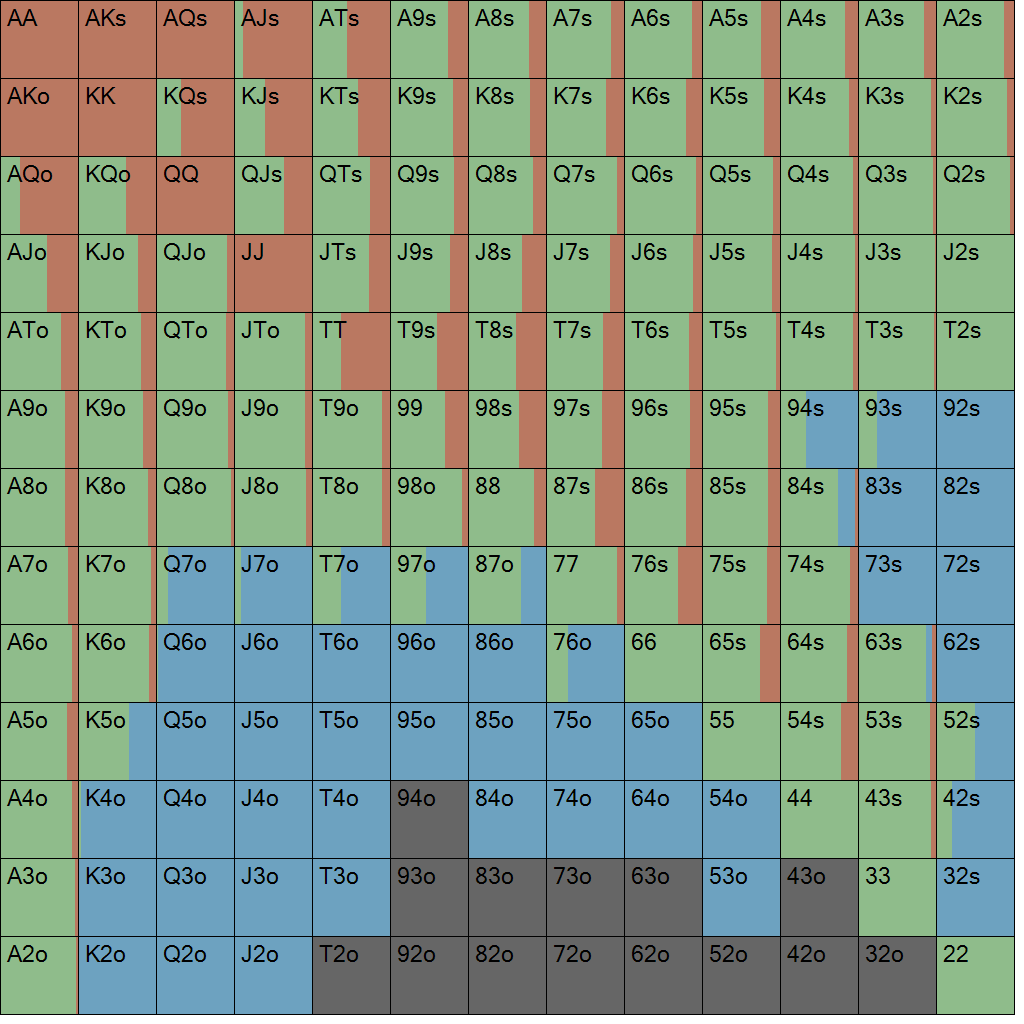 AA AKs AQs AJs ATs A9s A8s A7s A6s A5s A4s A3s A2s
AKo KK KQs KJs KTs K9s K8s K7s K6s K5s K4s K3s K2s
AQo KQo QQ QJs QTs Q9s Q8s Q7s Q6s Q5s Q4s Q3s Q2s
AJo KJo QJo JJ JTs J9s J8s J7s J6s J5s J4s J3s J2s
ATo KTo QTo JTo TT T9s T8s T7s T6s T5s T4s T3s T2s
A9o K9o Q9o J9o T9o 99 98s 97s 96s 95s 94s 93s 92s
A8o K8o Q8o J8o T8o 98o 88 87s 86s 85s 84s 83s 82s
A7o K7o Q7o J7o T7o 97o 87o 77 76s 75s 74s 73s 72s
A6o K6o Q6o J6o T6o 96o 86o 76o 66 65s 64s 63s 62s
A5o K5o Q5o J5o T5o 95o 85o 75o 65o 55 54s 53s 52s
A4o K4o Q4o J4o T4o 94o 84o 74o 64o 54o 44 43s 42s
A3o K3o Q3o J3o T3o 93o 83o 73o 63o 53o 43o 33 32s
A2o K2o Q2o J2o T2o 92o 82o 72o 62o 52o 42o 32o 22